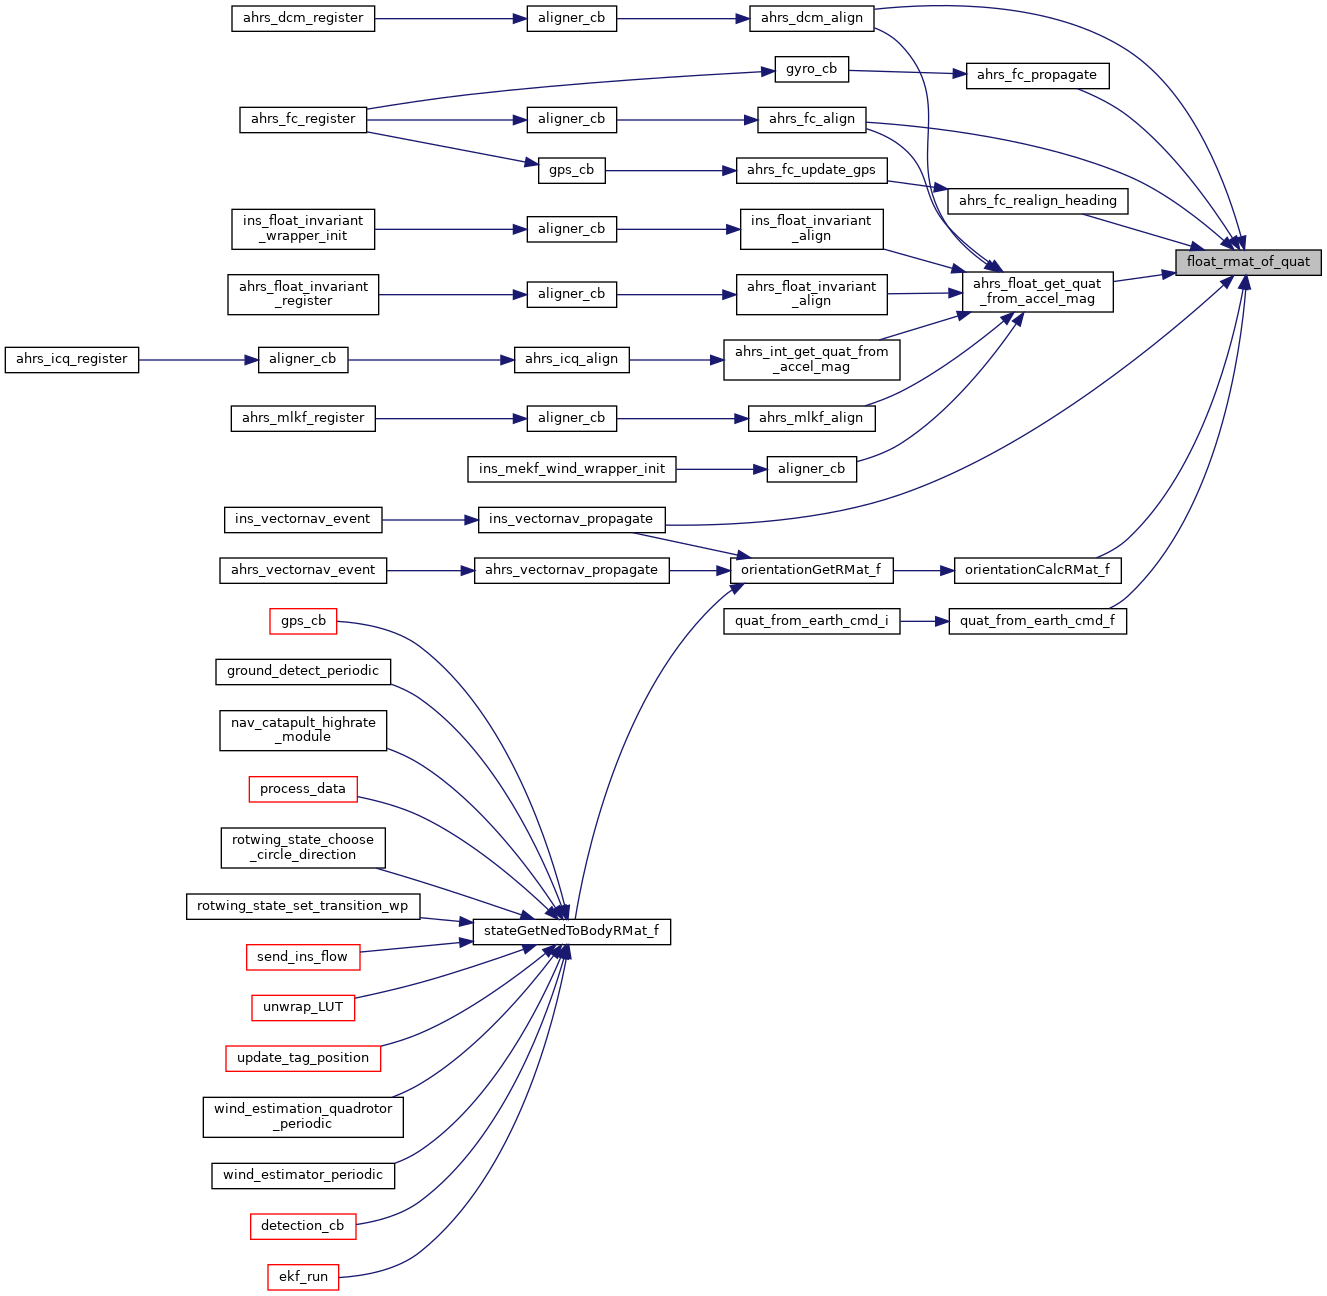 ahrs_dcm_register
aligner_cb
ahrs_dcm_align
gyro_cb
ahrs_fc_propagate
ahrs_fc_register
aligner_cb
ahrs_fc_align
gps_cb
ahrs_fc_update_gps
ahrs_fc_realign_heading
ins_float_invariant
_wrapper_init
aligner_cb
ins_float_invariant
_align
float_rmat_of_quat
ahrs_float_invariant
_register
aligner_cb
ahrs_float_invariant
_align
ahrs_float_get_quat
_from_accel_mag
ahrs_icq_register
aligner_cb
ahrs_icq_align
ahrs_int_get_quat_from
_accel_mag
ahrs_mlkf_register
aligner_cb
ahrs_mlkf_align
ins_mekf_wind_wrapper_init
aligner_cb
ins_vectornav_event
ins_vectornav_propagate
ahrs_vectornav_event
ahrs_vectornav_propagate
orientationGetRMat_f
orientationCalcRMat_f
gps_cb
quat_from_earth_cmd_i
quat_from_earth_cmd_f
ground_detect_periodic
nav_catapult_highrate
_module
process_data
rotwing_state_choose
_circle_direction
rotwing_state_set_transition_wp
stateGetNedToBodyRMat_f
send_ins_flow
unwrap_LUT
update_tag_position
wind_estimation_quadrotor
_periodic
wind_estimator_periodic
detection_cb
ekf_run